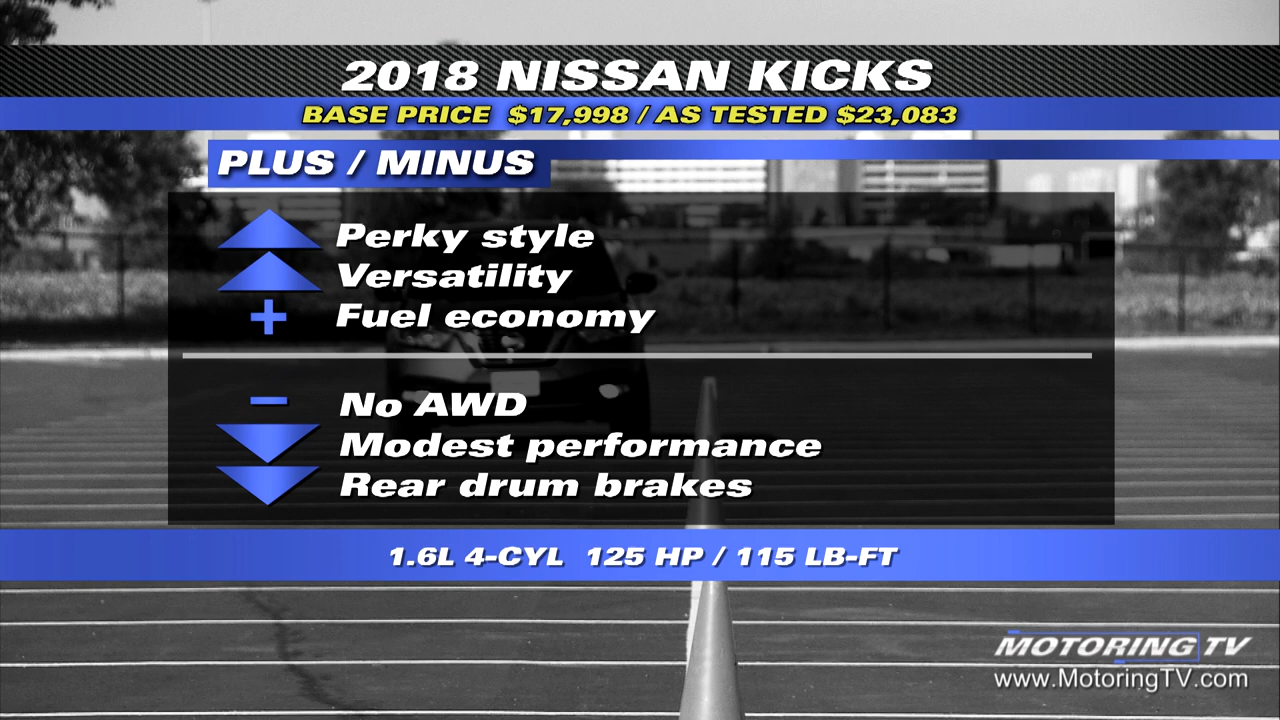 2018 NISSAN KICKS
BASE PRICE $17,998 / AS TESTED $23,083
PLUS / MINUS
Perky style
Versatility
+ Fuel economy
– No AWD
Modest performance
Rear drum brakes
1.6L 4-CYL 125 HP / 115 LB-FT
MOTORING TV
www.MotoringTV.com